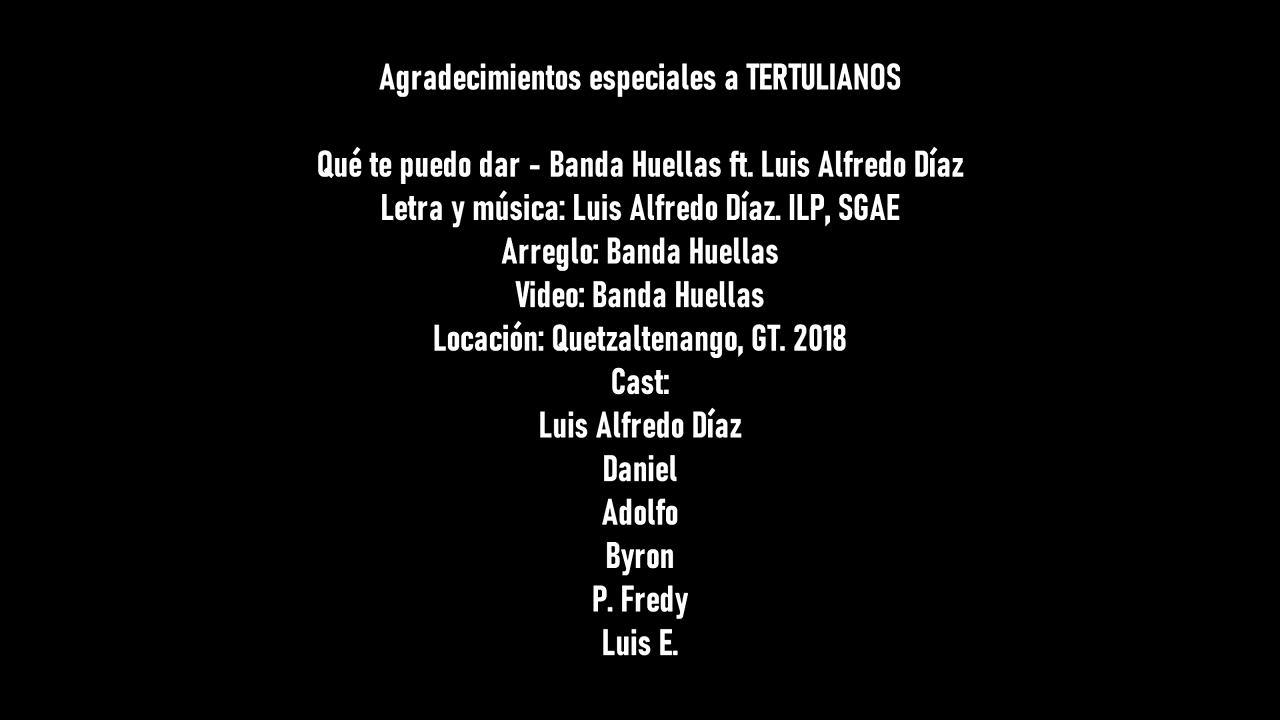 Agradecimientos especiales a TERTULIANOS
Qué te puedo dar - Banda Huellas ft. Luis Alfredo Díaz
Letra y música: Luis Alfredo Díaz. ILP, SGAE
Arreglo: Banda Huellas
Video: Banda Huellas
Locación: Quetzaltenango, GT. 2018
Cast:
Luis Alfredo Díaz
Daniel
Adolfo
Byron
P. Fredy
Luis E.